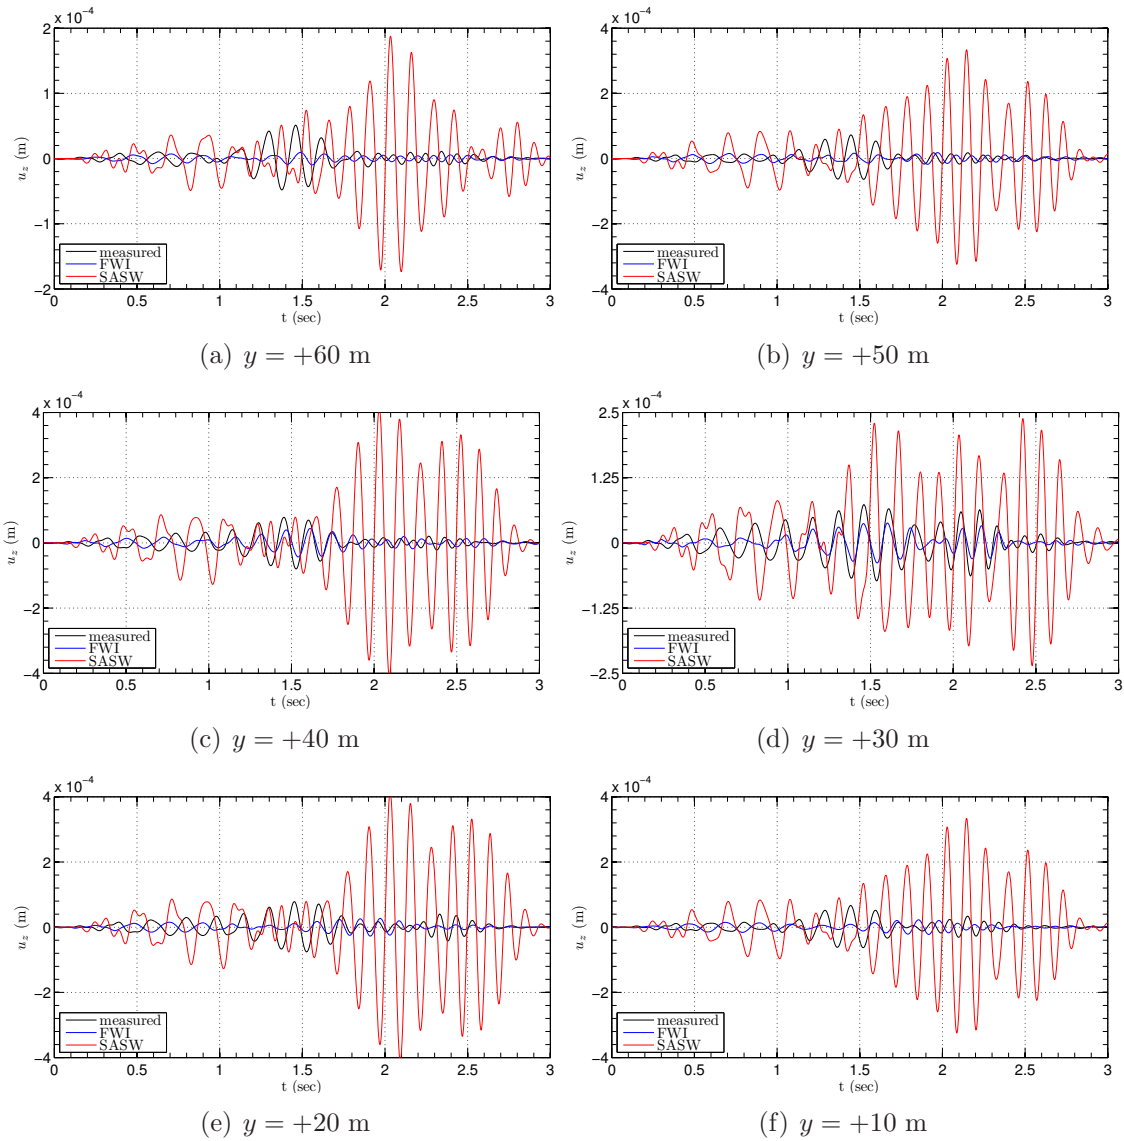 x 10⁻⁴
2
1
0
−1
−2
u_z (m)
measured
FWI
SASW
0 0.5 1 1.5 2 2.5 3
t (sec)
(a) y = +60 m
x 10⁻⁴
4
2
0
−2
−4
u_z (m)
measured
FWI
SASW
0 0.5 1 1.5 2 2.5 3
t (sec)
(b) y = +50 m
x 10⁻⁴
4
2
0
−2
−4
u_z (m)
measured
FWI
SASW
0 0.5 1 1.5 2 2.5 3
t (sec)
(c) y = +40 m
x 10⁻⁴
2.5
1.25
0
−1.25
−2.5
u_z (m)
measured
FWI
SASW
0 0.5 1 1.5 2 2.5 3
t (sec)
(d) y = +30 m
x 10⁻⁴
4
2
0
−2
−4
u_z (m)
measured
FWI
SASW
0 0.5 1 1.5 2 2.5 3
t (sec)
(e) y = +20 m
x 10⁻⁴
4
2
0
−2
−4
u_z (m)
measured
FWI
SASW
0 0.5 1 1.5 2 2.5 3
t (sec)
(f) y = +10 m